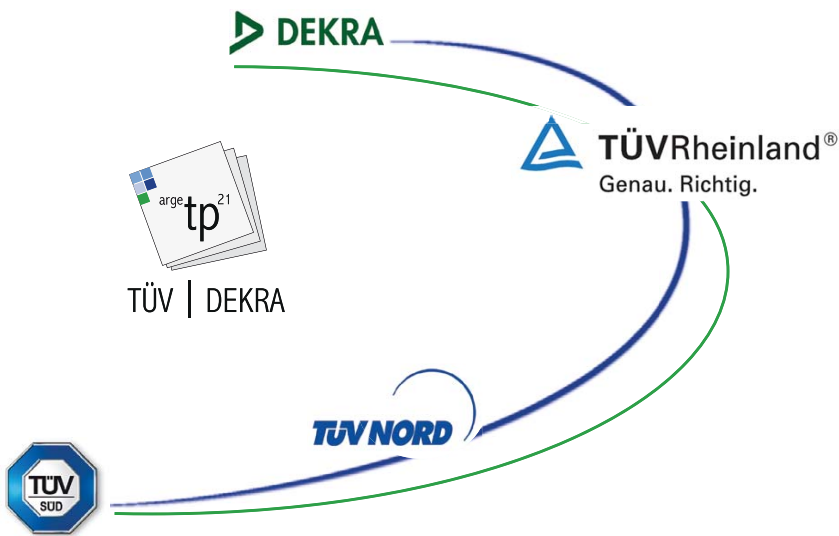 DEKRA
TÜVRheinland®
Genau. Richtig.
arge tp 21
TÜV | DEKRA
TÜV NORD
TÜV
SÜD